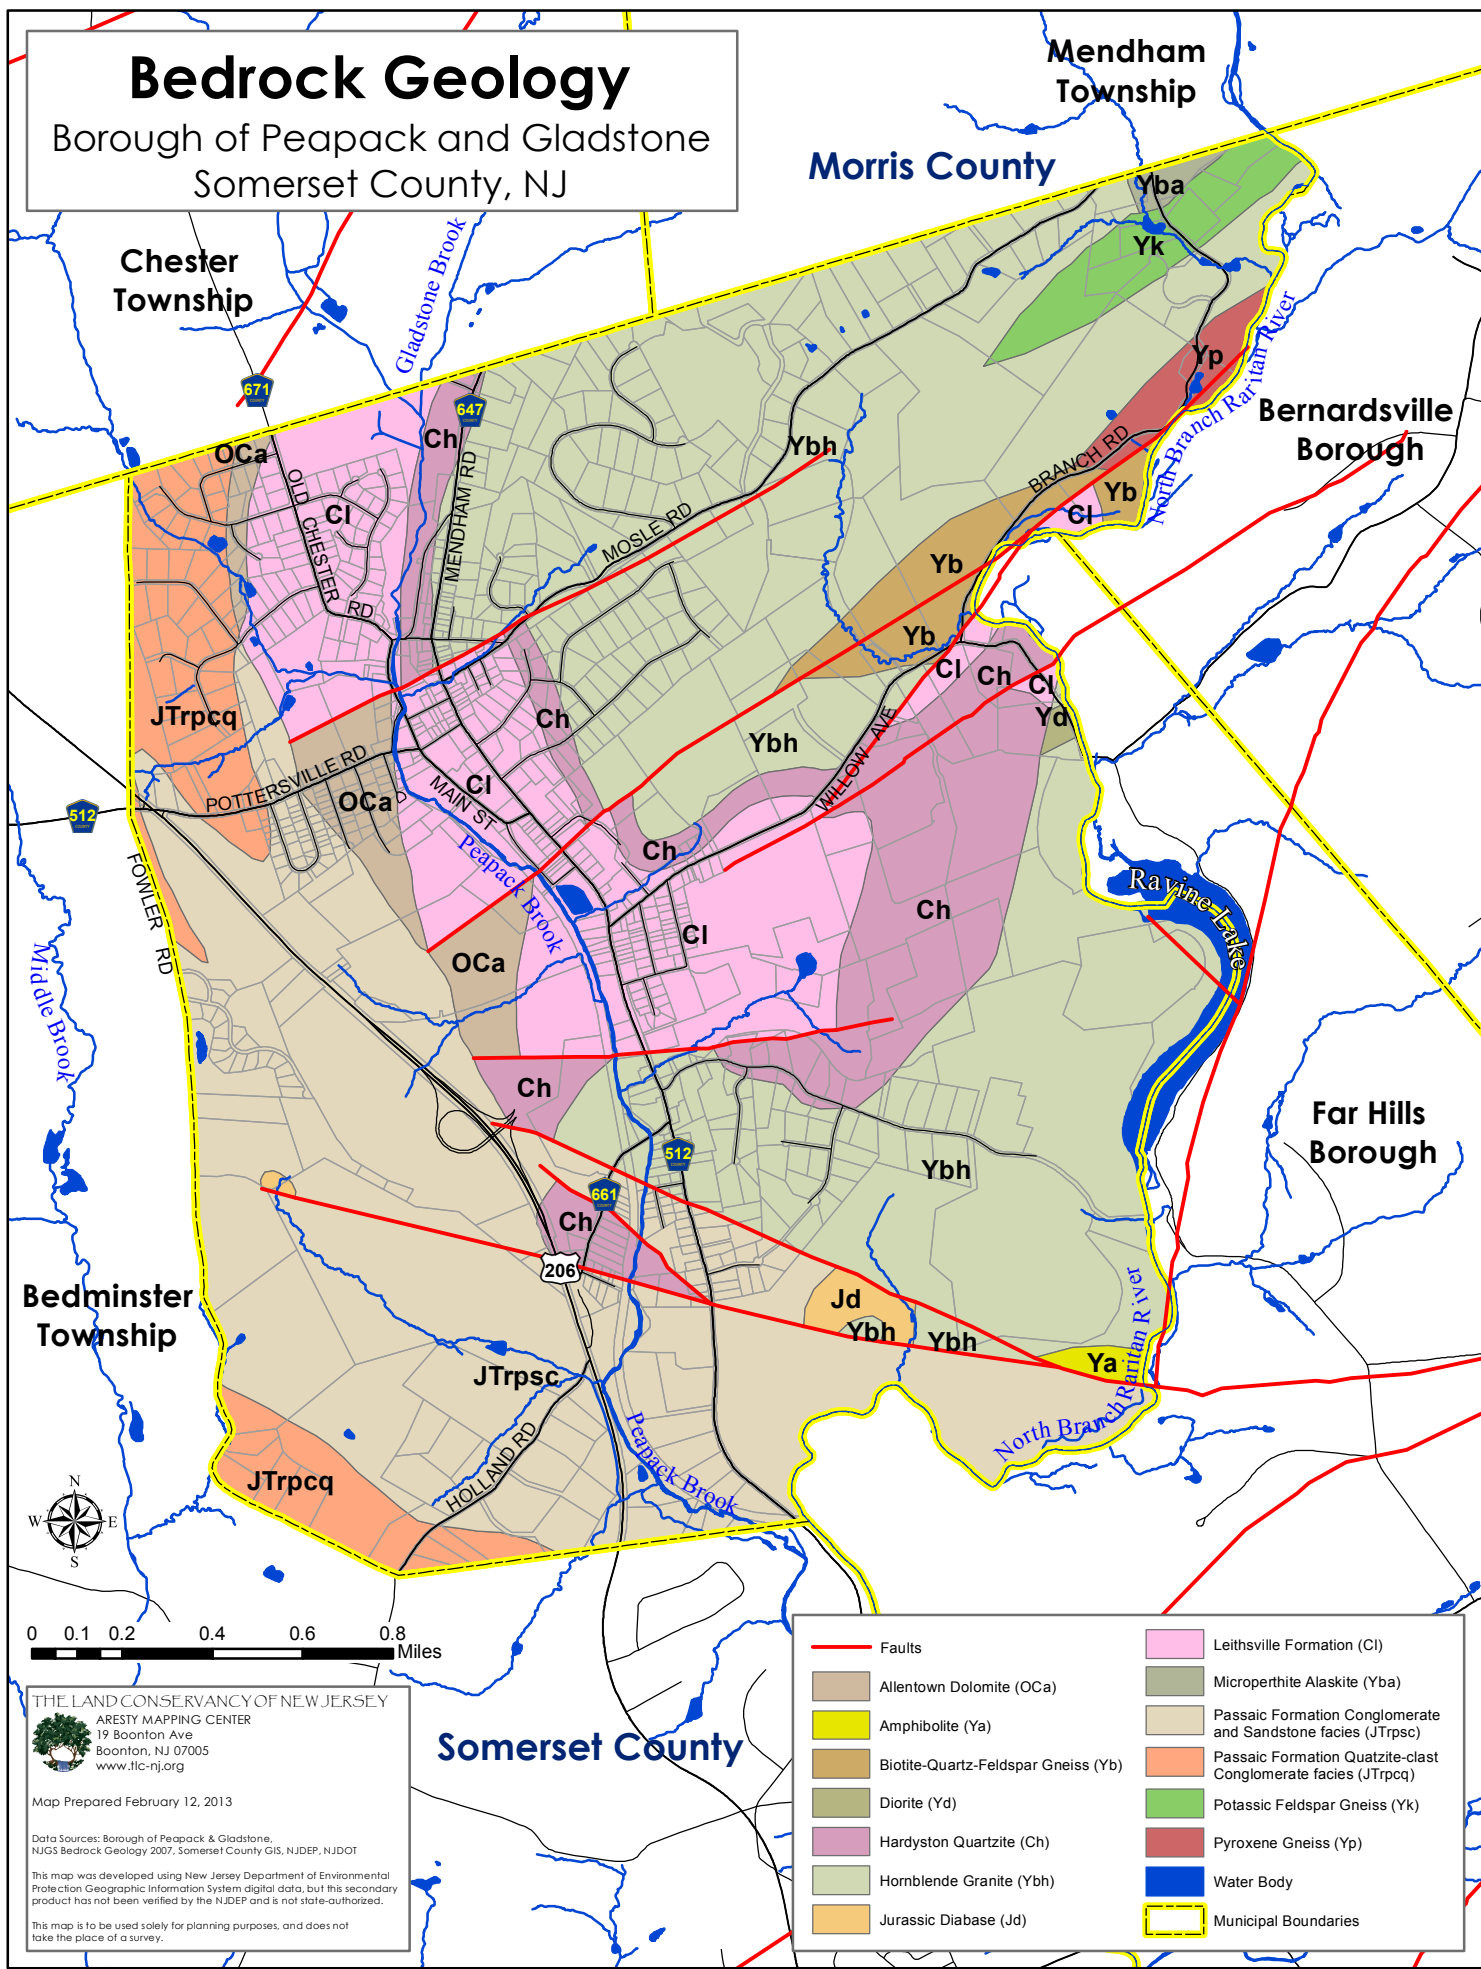 Bedrock Geology
Borough of Peapack and Gladstone
Somerset County, NJ
Mendham
Township
Morris County
Chester
Township
Gladstone Brook
Yba
Yk
671
COUNTY
647
COUNTY
Yp
North Branch Raritan River
Bernardsville
Borough
OCa
Ch
Ybh
BRANCH RD
Yb
Cl
OLD CHESTER RD
Cl
MENDHAM RD
MOSLE RD
Yb
Yb
Cl
Ch
Cl
Yd
JTrpcq
Ch
Ybh
WILLOW AVE
POTTERSVILLE RD
OCa
MAIN ST
Cl
512
COUNTY
FOWLER RD
Peapack Brook
Ch
Ravine Lake
Ch
Cl
OCa
Middle Brook
Ch
Far Hills
Borough
512
COUNTY
Ybh
661
COUNTY
Ch
206
Bedminster
Township
Jd
Ybh
Ybh
Ya
North Branch Raritan River
JTrpsc
JTrpcq
HOLLAND RD
Peapack Brook
N
W
E
S
0 0.1 0.2 0.4 0.6 0.8
Miles
Somerset County
THE LAND CONSERVANCY OF NEW JERSEY
ARESTY MAPPING CENTER
19 Boonton Ave
Boonton, NJ 07005
www.tlc-nj.org
Map Prepared February 12, 2013
Data Sources: Borough of Peapack & Gladstone,
NJGS Bedrock Geology 2007, Somerset County GIS, NJDEP, NJDOT
This map was developed using New Jersey Department of Environmental
Protection Geographic Information System digital data, but this secondary
product has not been verified by the NJDEP and is not state-authorized.
This map is to be used solely for planning purposes, and does not
take the place of a survey.
Faults
Allentown Dolomite (OCa)
Amphibolite (Ya)
Biotite-Quartz-Feldspar Gneiss (Yb)
Diorite (Yd)
Hardyston Quartzite (Ch)
Hornblende Granite (Ybh)
Jurassic Diabase (Jd)
Leithsville Formation (Cl)
Microperthite Alaskite (Yba)
Passaic Formation Conglomerate
and Sandstone facies (JTrpsc)
Passaic Formation Quatzite-clast
Conglomerate facies (JTrpcq)
Potassic Feldspar Gneiss (Yk)
Pyroxene Gneiss (Yp)
Water Body
Municipal Boundaries